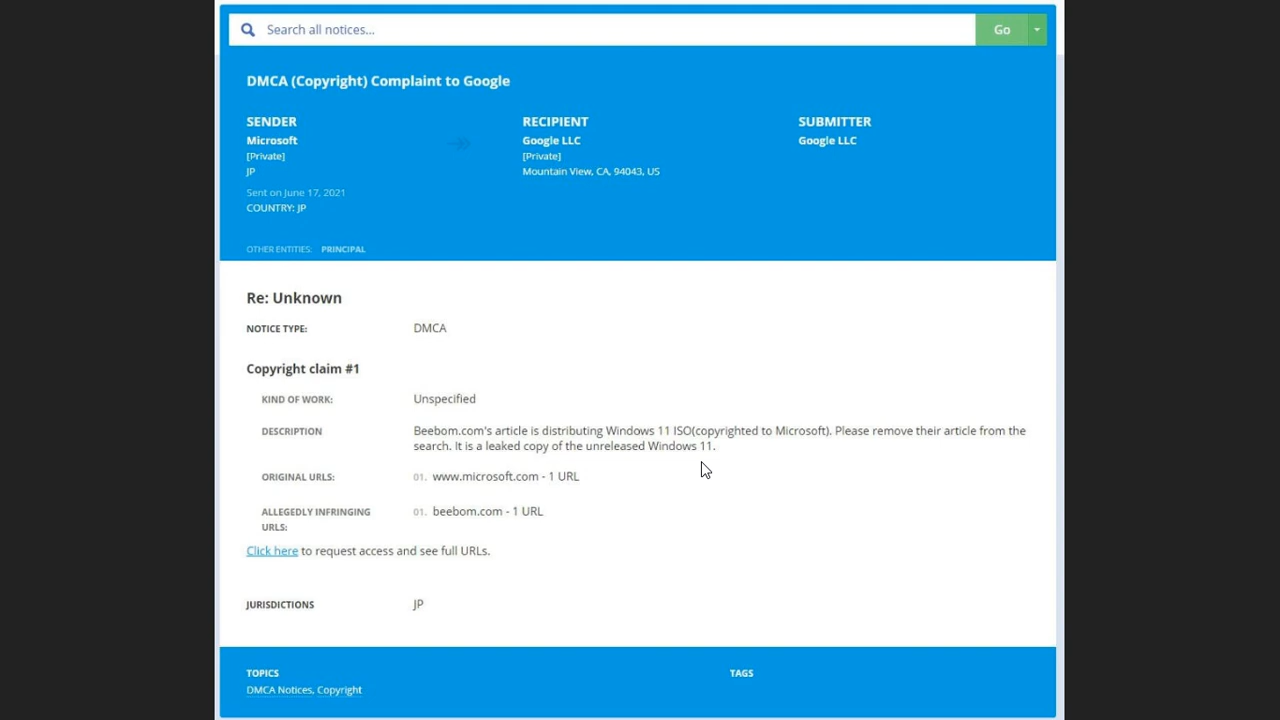 Search all notices...
Go
DMCA (Copyright) Complaint to Google
SENDER
Microsoft
[Private]
JP
Sent on June 17, 2021
COUNTRY: JP
RECIPIENT
Google LLC
[Private]
Mountain View, CA, 94043, US
SUBMITTER
Google LLC
OTHER ENTITIES: PRINCIPAL
Re: Unknown
NOTICE TYPE: DMCA
Copyright claim #1
KIND OF WORK: Unspecified
DESCRIPTION Beebom.com's article is distributing Windows 11 ISO(copyrighted to Microsoft). Please remove their article from the
search. It is a leaked copy of the unreleased Windows 11.
ORIGINAL URLS: 01. www.microsoft.com - 1 URL
ALLEGEDLY INFRINGING 01. beebom.com - 1 URL
URLS:
Click here to request access and see full URLs.
JURISDICTIONS JP
TOPICS
DMCA Notices, Copyright
TAGS